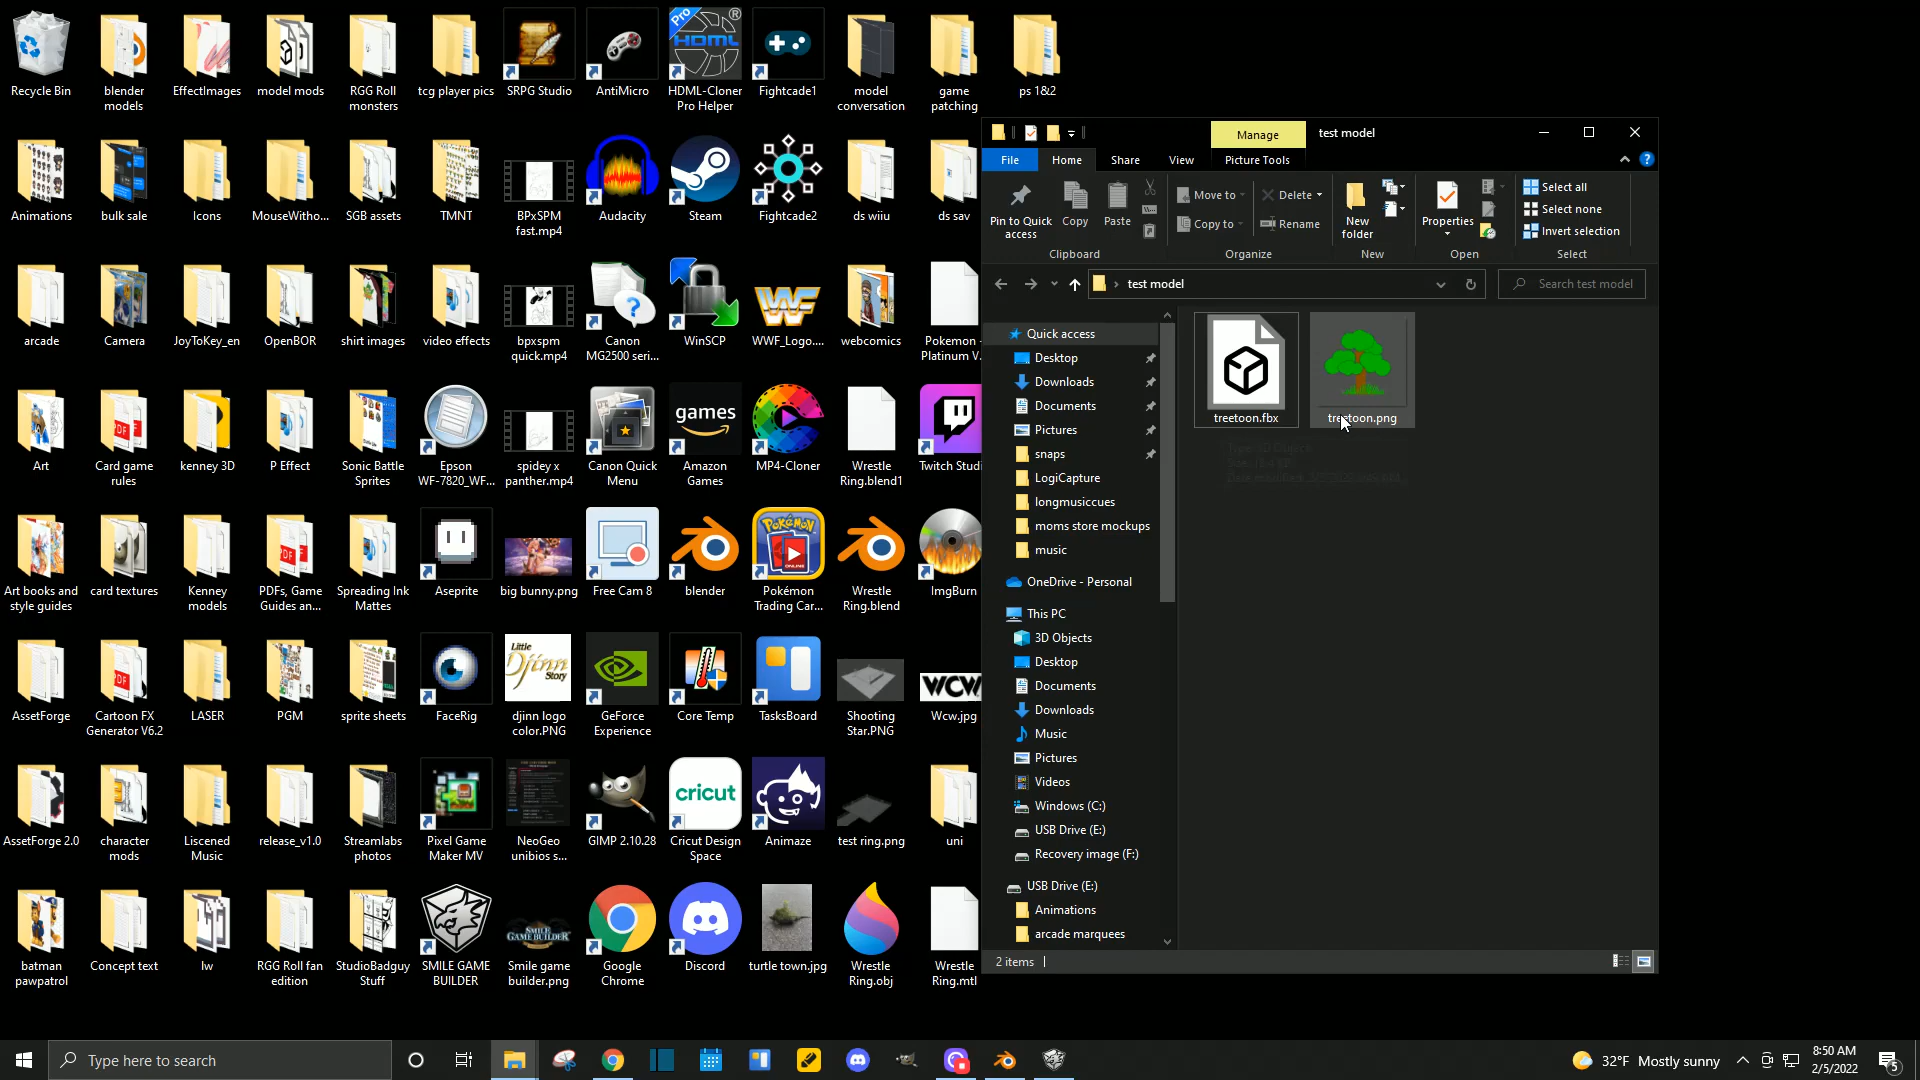 Recycle Bin
blender models
EffectImages
model mods
RGG Roll monsters
tcg player pics
SRPG Studio
AntiMicro
HDML-Cloner Pro Helper
Fightcade1
model conversation
game patching
ps 1&2
Pro
HDML
Animations
bulk sale
Icons
MouseWitho...
SGB assets
TMNT
BPxSPM fast.mp4
Audacity
Steam
Fightcade2
ds wiiu
ds sav
arcade
Camera
JoyToKey_en
OpenBOR
shirt images
video effects
bpxspm quick.mp4
Canon MG2500 seri...
WinSCP
WWF_Logo....
webcomics
Pokemon - Platinum V.
Art
Card game rules
kenney 3D
P Effect
Sonic Battle Sprites
Epson WF-7820_WF...
spidey x panther.mp4
Canon Quick Menu
games
Amazon Games
MP4-Cloner
Wrestle Ring.blend1
Twitch Studi
Art books and style guides
card textures
Kenney models
PDFs, Game Guides an...
Spreading Ink Mattes
Aseprite
big bunny.png
Free Cam 8
blender
Pokémon Trading Car...
Wrestle Ring.blend
ImgBurn
AssetForge
Cartoon FX Generator V6.2
LASER
PGM
sprite sheets
FaceRig
Little Djinn Story
djinn logo color.PNG
GeForce Experience
Core Temp
TasksBoard
Shooting Star.PNG
WCW
Wcw.jpg
AssetForge 2.0
character mods
Liscened Music
release_v1.0
Streamlabs photos
Pixel Game Maker MV
NeoGeo unibios s...
GIMP 2.10.28
cricut
Cricut Design Space
Animaze
test ring.png
uni
batman pawpatrol
Concept text
lw
RGG Roll fan edition
StudioBadguy Stuff
SMILE GAME BUILDER
Smile game builder.png
Google Chrome
Discord
turtle town.jpg
Wrestle Ring.obj
Wrestle Ring.mtl
Manage
test model
File
Home
Share
View
Picture Tools
Pin to Quick access
Copy
Paste
Move to
Copy to
Delete
Rename
New folder
Properties
Select all
Select none
Invert selection
Clipboard
Organize
New
Open
Select
test model
Search test model
Quick access
Desktop
Downloads
Documents
Pictures
snaps
LogiCapture
longmusiccues
moms store mockups
music
OneDrive - Personal
This PC
3D Objects
Desktop
Documents
Downloads
Music
Pictures
Videos
Windows (C:)
USB Drive (E:)
Recovery image (F:)
USB Drive (E:)
Animations
arcade marquees
treetoon.fbx
treetoon.png
2 items
Type here to search
32°F Mostly sunny
8:50 AM
2/5/2022
5